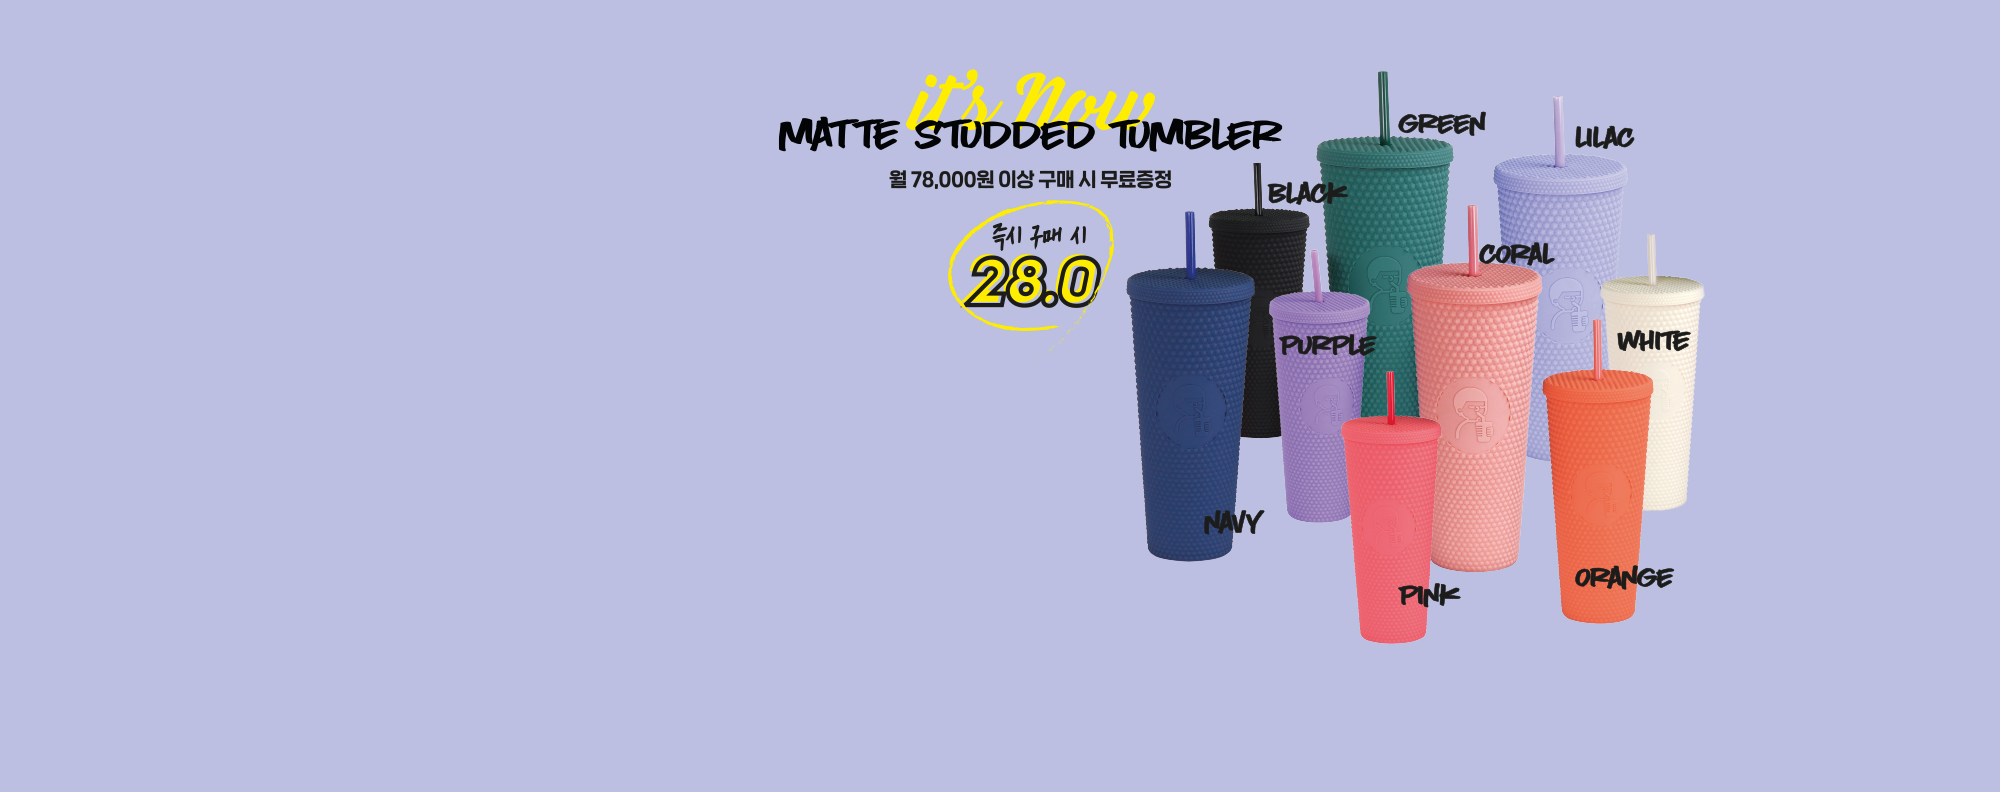 it's Now
MATTE STUDDED TUMBLER
월 78,000원 이상 구매 시 무료증정
즉시 구매 시
28.0
GREEN
LILAC
BLACK
CORAL
PURPLE
WHITE
NAVY
PINK
ORANGE